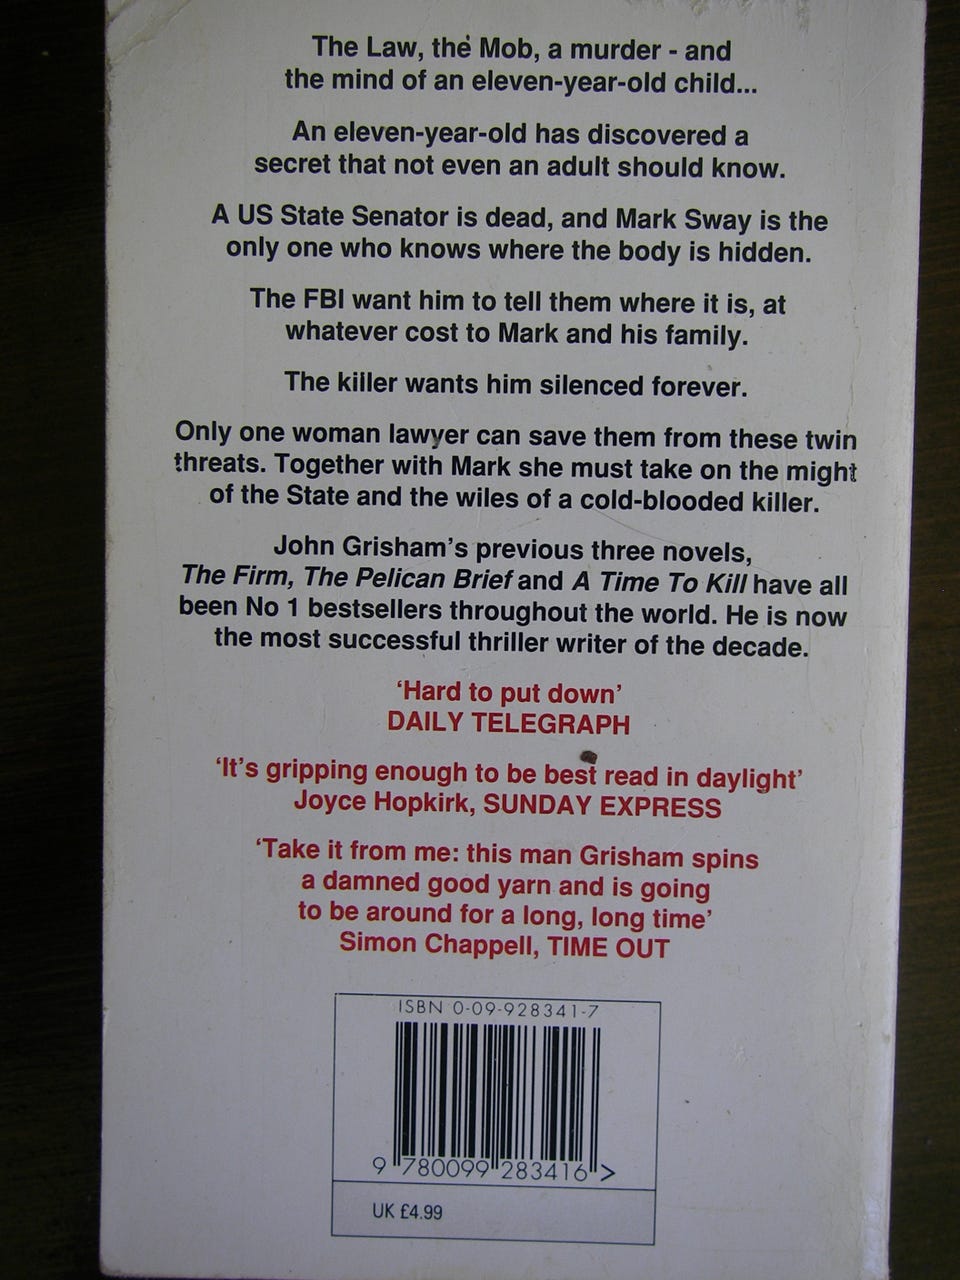 The Law, the Mob, a murder - and
the mind of an eleven-year-old child...
An eleven-year-old has discovered a
secret that not even an adult should know.
A US State Senator is dead, and Mark Sway is the
only one who knows where the body is hidden.
The FBI want him to tell them where it is, at
whatever cost to Mark and his family.
The killer wants him silenced forever.
Only one woman lawyer can save them from these twin
threats. Together with Mark she must take on the might
of the State and the wiles of a cold-blooded killer.
John Grisham's previous three novels,
The Firm, The Pelican Brief and A Time To Kill have all
been No 1 bestsellers throughout the world. He is now
the most successful thriller writer of the decade.
‘Hard to put down’
DAILY TELEGRAPH
‘It's gripping enough to be best read in daylight’
Joyce Hopkirk, SUNDAY EXPRESS
‘Take it from me: this man Grisham spins
a damned good yarn and is going
to be around for a long, long time’
Simon Chappell, TIME OUT
ISBN 0-09-928341-7
9 780099 283416 >
UK £4.99